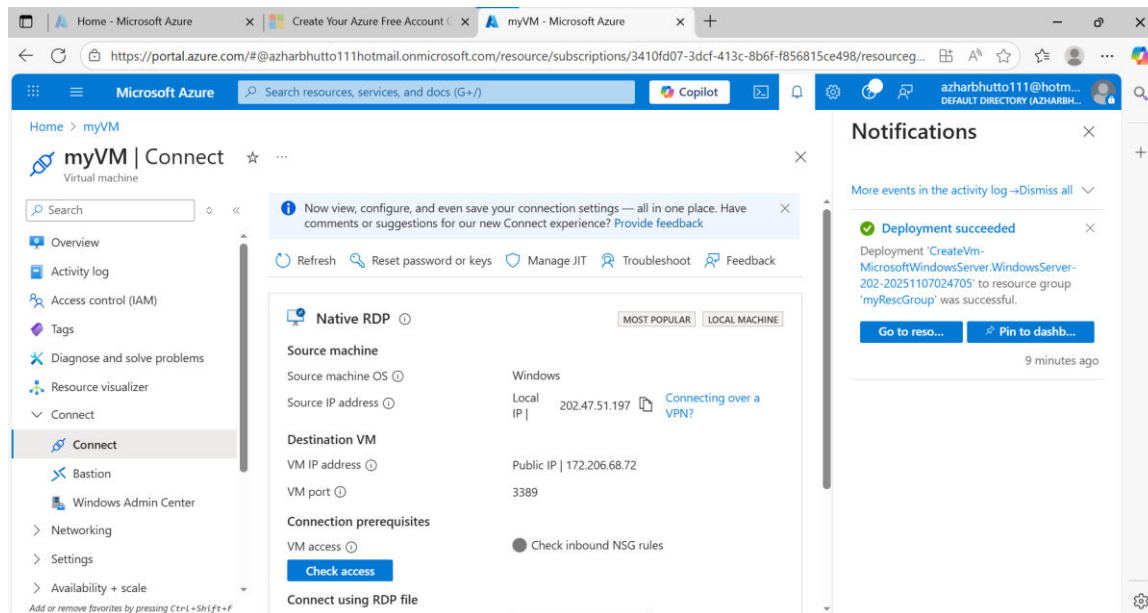 Home - Microsoft Azure
Create Your Azure Free Account C
myVM - Microsoft Azure
https://portal.azure.com/#@azharbhutto111hotmail.onmicrosoft.com/resource/subscriptions/3410fd07-3dcf-413c-8b6f-f856815ce498/resourceg...
Microsoft Azure
Search resources, services, and docs (G+/)
Copilot
azharbhutto111@hotm...
DEFAULT DIRECTORY (AZHARBH...
Home > myVM
myVM | Connect
Virtual machine
Search
Overview
Activity log
Access control (IAM)
Tags
Diagnose and solve problems
Resource visualizer
Connect
Connect
Bastion
Windows Admin Center
Networking
Settings
Availability + scale
Add or remove favorites by pressing Ctrl+Shift+F
Now view, configure, and even save your connection settings — all in one place. Have
comments or suggestions for our new Connect experience? Provide feedback
Refresh Reset password or keys Manage JIT Troubleshoot Feedback
Native RDP
MOST POPULAR LOCAL MACHINE
Source machine
Source machine OS Windows
Source IP address Local IP | 202.47.51.197 Connecting over a VPN?
Destination VM
VM IP address Public IP | 172.206.68.72
VM port 3389
Connection prerequisites
VM access Check inbound NSG rules
Check access
Connect using RDP file
Notifications
More events in the activity log → Dismiss all
Deployment succeeded
Deployment 'CreateVm-
MicrosoftWindowsServer.WindowsServer-
202-20251107024705' to resource group
'myRescGroup' was successful.
Go to reso... Pin to dashb...
9 minutes ago